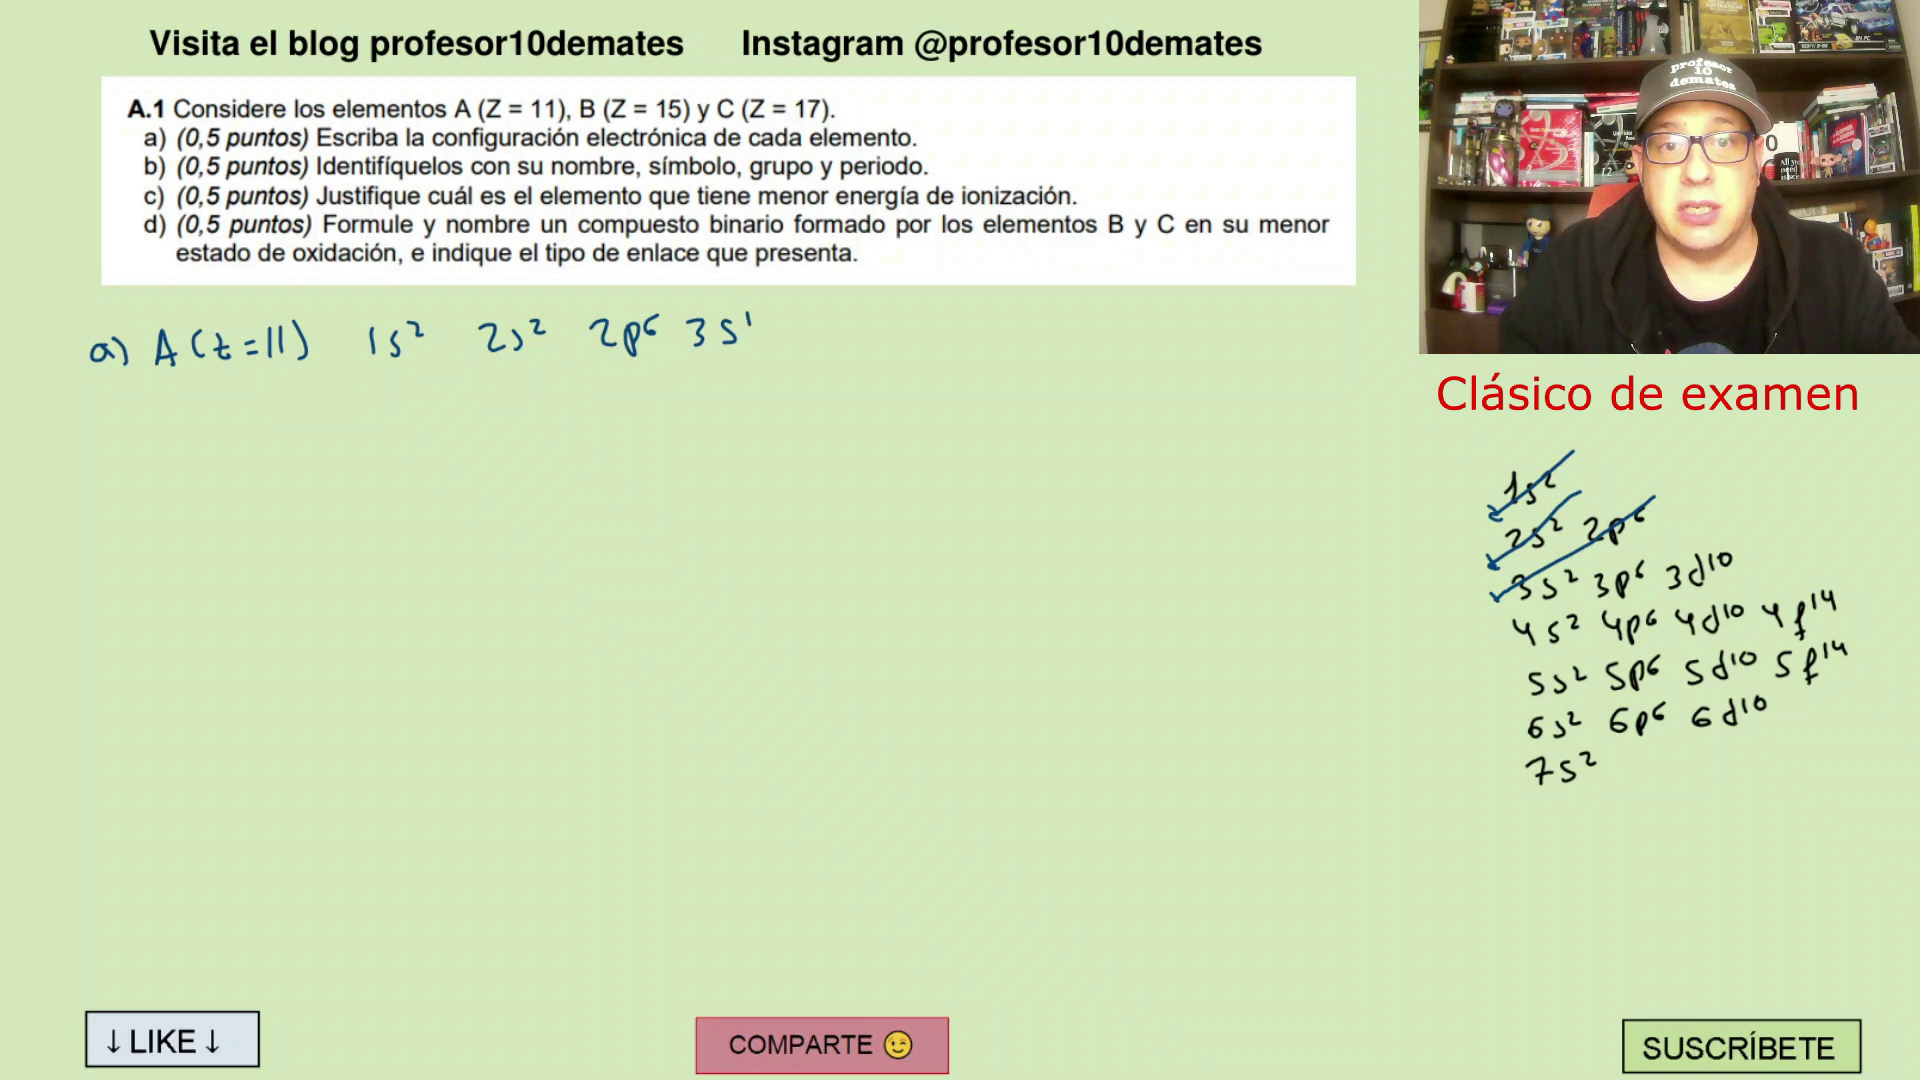 Visita el blog profesor10demates Instagram @profesor10demates
A.1 Considere los elementos A (Z = 11), B (Z = 15) y C (Z = 17).
a) (0,5 puntos) Escriba la configuración electrónica de cada elemento.
b) (0,5 puntos) Identifíquelos con su nombre, símbolo, grupo y periodo.
c) (0,5 puntos) Justifique cuál es el elemento que tiene menor energía de ionización.
d) (0,5 puntos) Formule y nombre un compuesto binario formado por los elementos B y C en su menor
estado de oxidación, e indique el tipo de enlace que presenta.
profesor
10
demates
a) A (z=11) 1s² 2s² 2p⁶ 3s¹
Clásico de examen
1s²
2s² 2p⁶
3s² 3p⁶ 3d¹⁰
4s² 4p⁶ 4d¹⁰ 4f¹⁴
5s² 5p⁶ 5d¹⁰ 5f¹⁴
6s² 6p⁶ 6d¹⁰
7s²
↓ LIKE ↓
COMPARTE 😉
SUSCRÍBETE